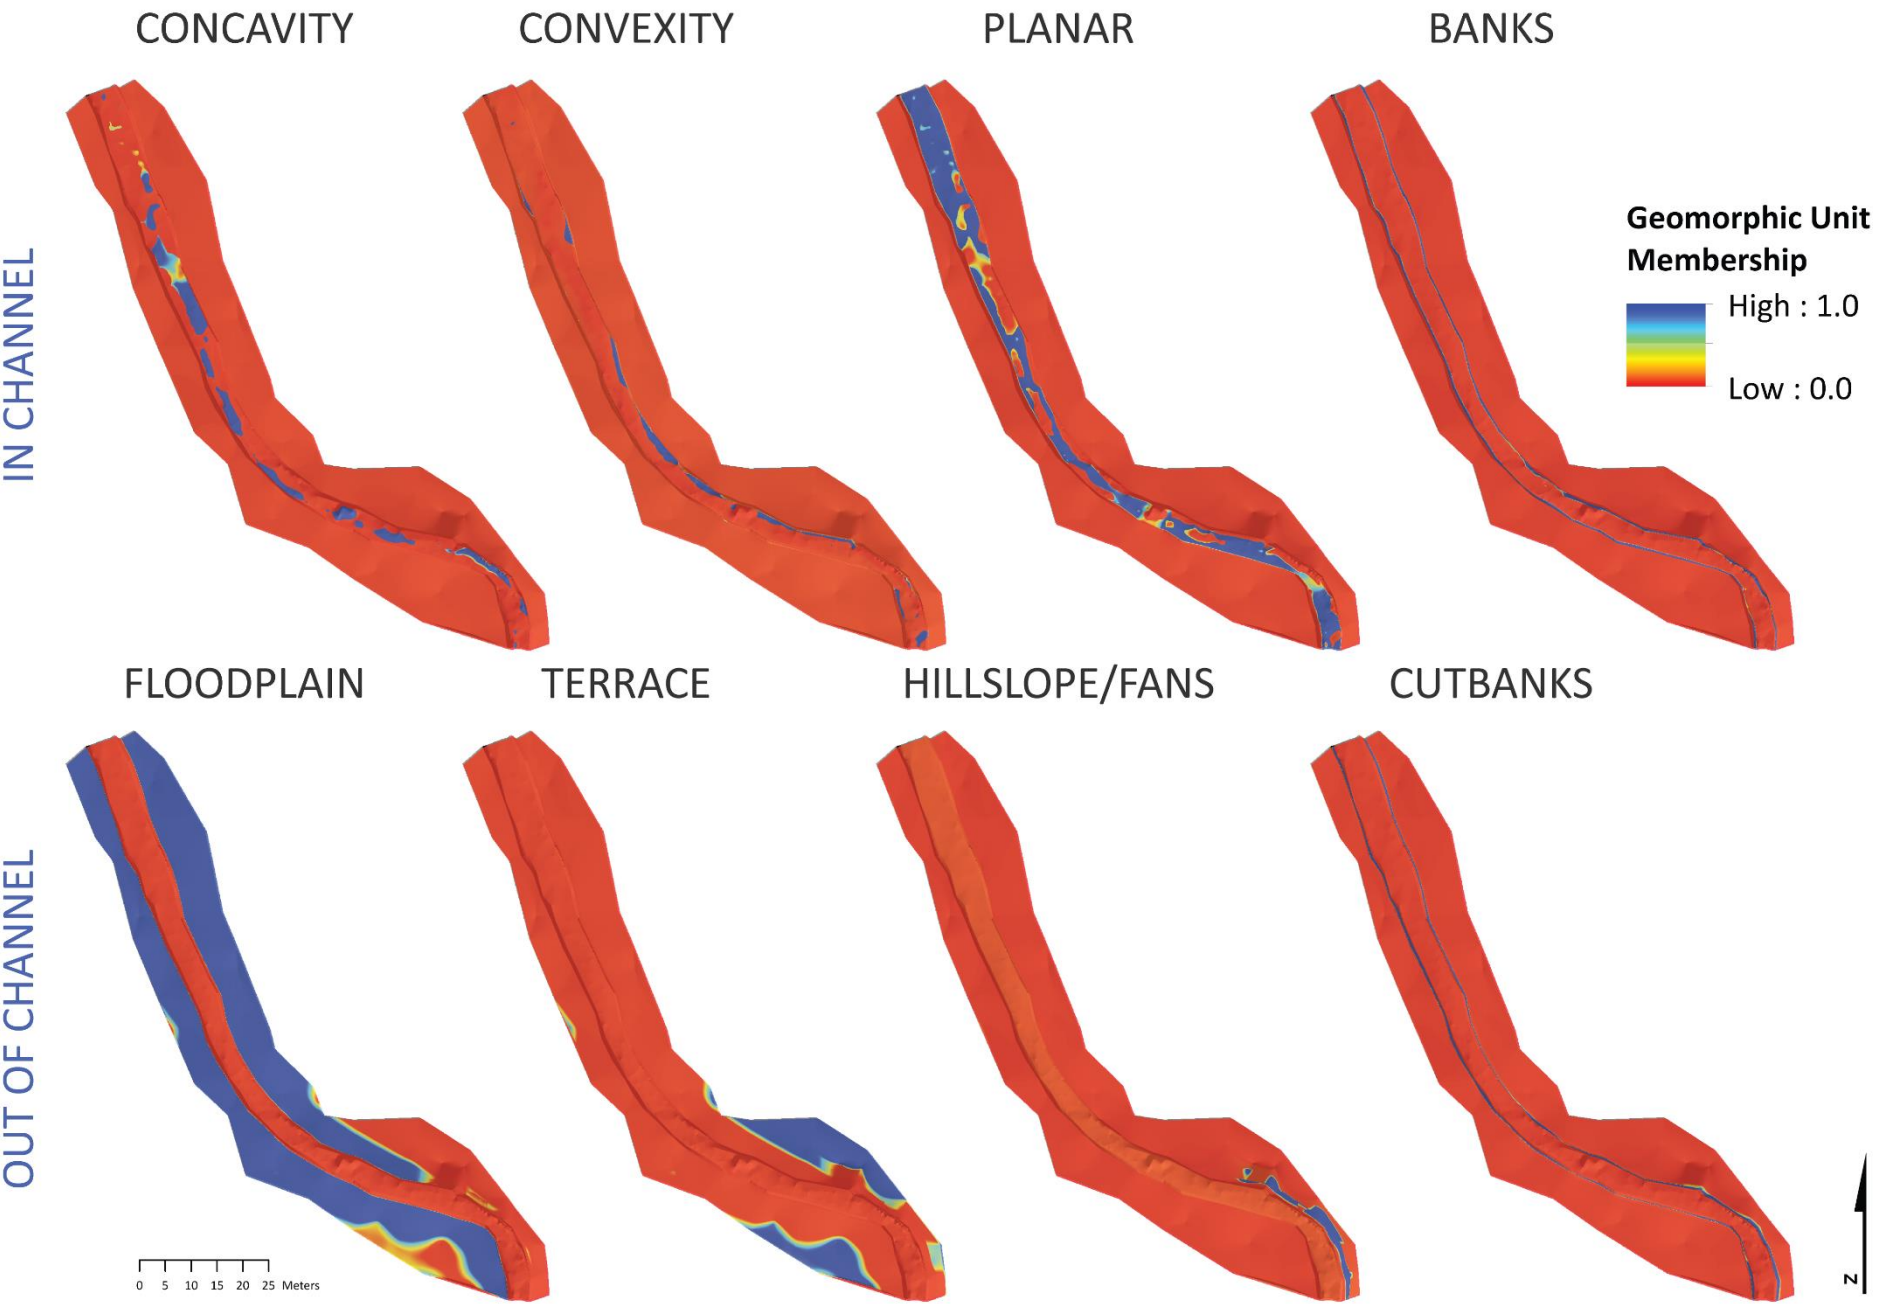 CONCAVITY
CONVEXITY
PLANAR
BANKS
IN CHANNEL
Geomorphic Unit
Membership
High : 1.0
Low : 0.0
FLOODPLAIN
TERRACE
HILLSLOPE/FANS
CUTBANKS
OUT OF CHANNEL
0 5 10 15 20 25 Meters
N